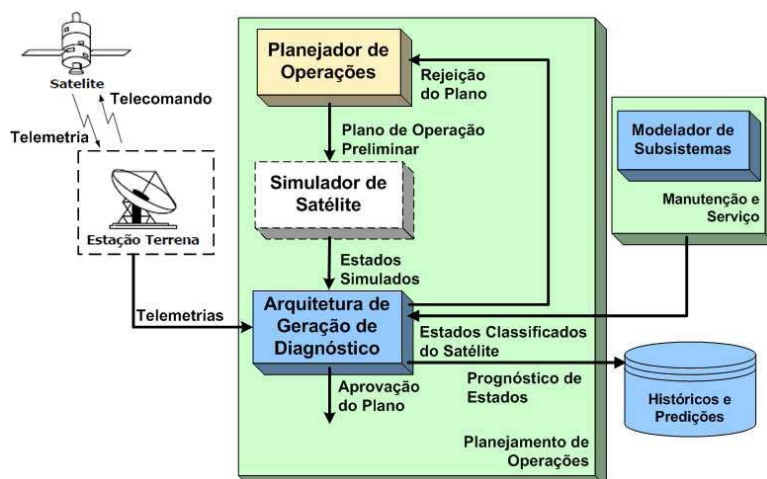 Satelite
Telecomando
Telemetria
Estação Terrena
Telemetrias
Planejador de
Operações
Rejeição
do Plano
Plano de Operação
Preliminar
Simulador de
Satélite
Estados
Simulados
Arquitetura de
Geração de
Diagnóstico
Estados Classificados
do Satélite
Aprovação
do Plano
Prognóstico de
Estados
Planejamento de
Operações
Modelador de
Subsistemas
Manutenção e
Serviço
Históricos e
Predições